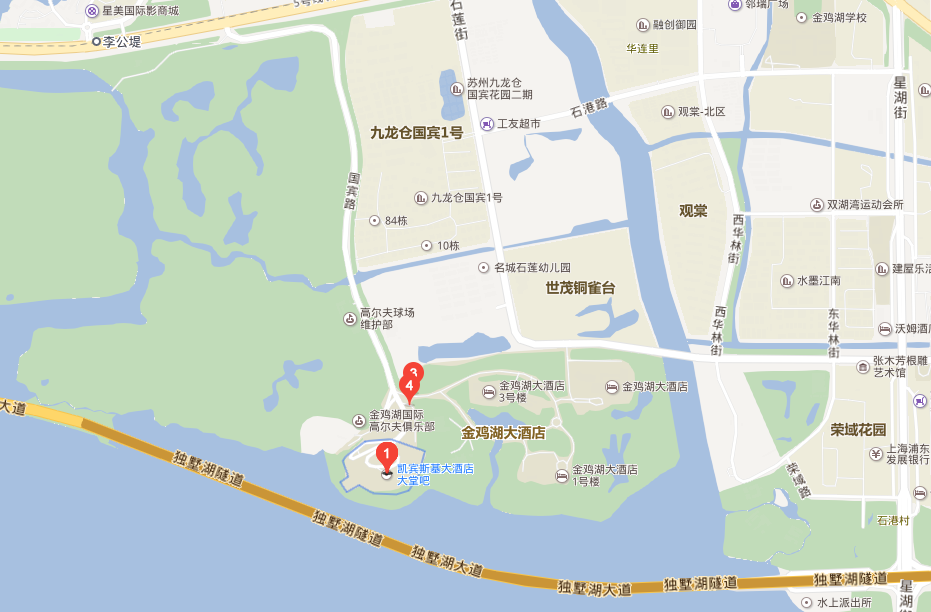 星美国际影商城
5号线
石莲街
邻瑞广场
融创御园
金鸡湖学校
李公堤
华连里
苏州九龙仓
国宾花园二期
石港路
星湖街
工友超市
观棠-北区
九龙仓国宾1号
国宾路
九龙仓国宾1号
84栋
观棠
双湖湾运动会所
西华林街
10栋
名城石莲幼儿园
建屋乐活
水墨江南
世茂铜雀台
高尔夫球场
维护部
西华林街
东华林街
沃姆酒店
张木芳根雕
艺术馆
3
4
金鸡湖大酒店
3号楼
金鸡湖大酒店
大道
金鸡湖国际
高尔夫俱乐部
金鸡湖大酒店
荣域花园
1
凯宾斯基大酒店
大堂吧
金鸡湖大酒店
1号楼
上海浦东
发展银行
独墅湖隧道
荣域路
独墅湖隧道
石港村
独墅湖大道
独墅湖大道
独墅湖隧道
独墅湖隧道
星湖
水上派出所